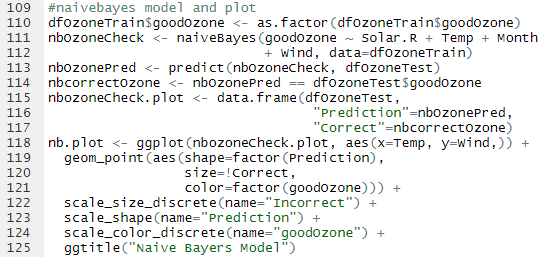 109 #naivebayes model and plot
110 dfOzoneTrain$goodOzone <- as.factor(dfOzoneTrain$goodOzone)
111 nbOzoneCheck <- naiveBayes(goodOzone ~ Solar.R + Temp + Month
112 + Wind, data=dfOzoneTrain)
113 nbOzonePred <- predict(nbOzoneCheck, dfOzoneTest)
114 nbcorrectOzone <- nbOzonePred == dfOzoneTest$goodOzone
115 nbOzoneCheck.plot <- data.frame(dfOzoneTest,
116 "Prediction"=nbOzonePred,
117 "Correct"=nbcorrectOzone)
118 nb.plot <- ggplot(nbOzoneCheck.plot, aes(x=Temp, y=Wind,)) +
119 geom_point(aes(shape=factor(Prediction),
120 size=!Correct,
121 color=factor(goodOzone))) +
122 scale_size_discrete(name="Incorrect") +
123 scale_shape(name="Prediction") +
124 scale_color_discrete(name="goodOzone") +
125 ggtitle("Naive Bayers Model")